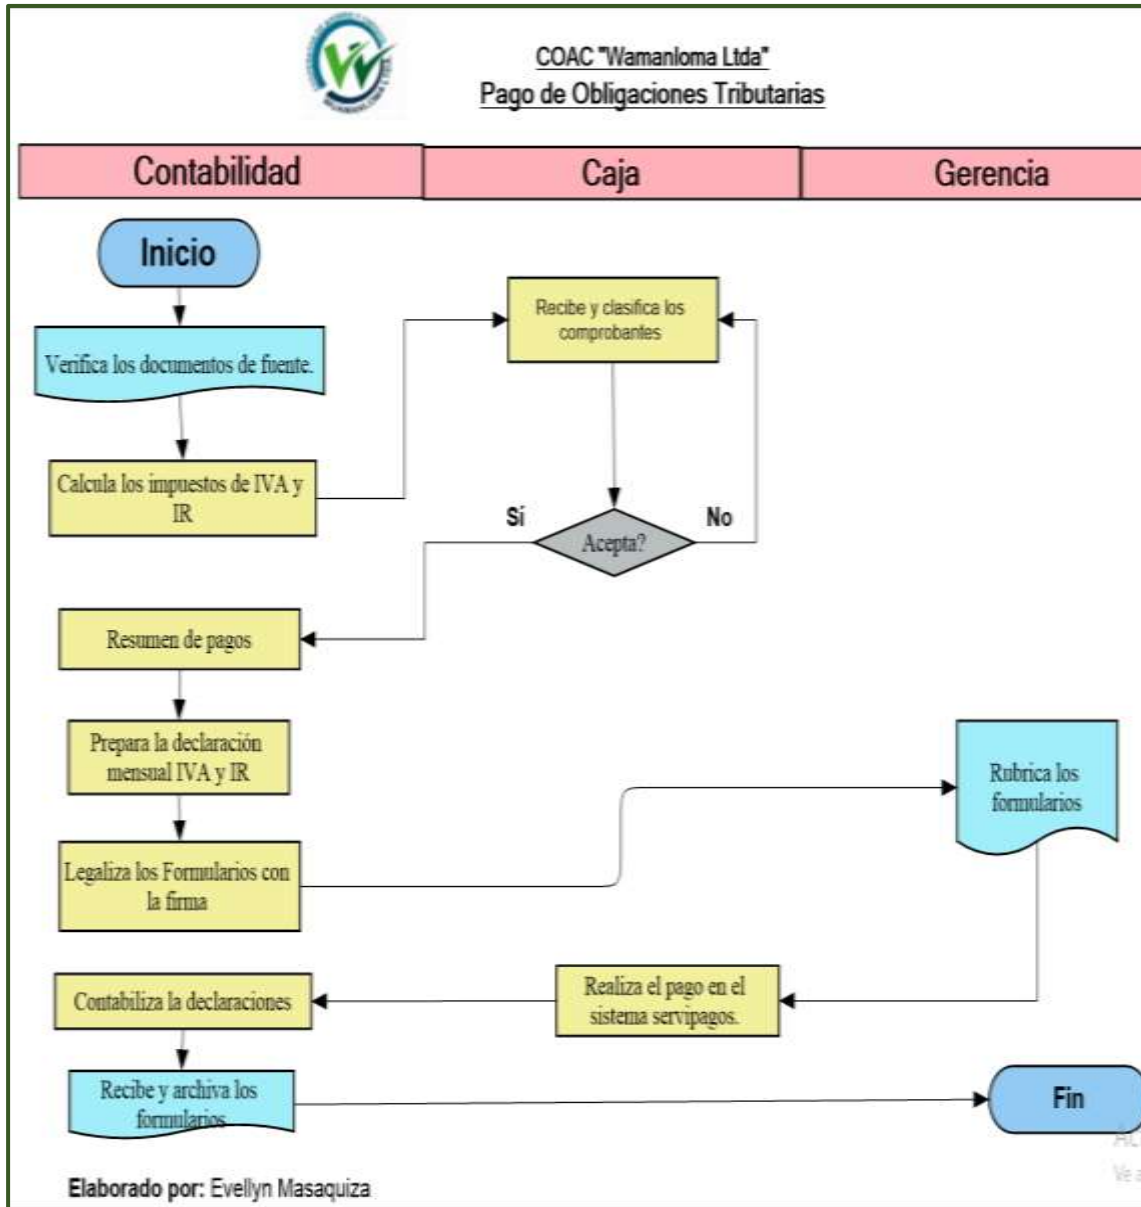 COAC "Wamanloma Ltda"
Pago de Obligaciones Tributarias
Contabilidad
Caja
Gerencia
Inicio
Verifica los documentos de fuente.
Calcula los impuestos de IVA y
IR
Recibe y clasifica los
comprobantes
Sí
Acepta?
No
Resumen de pagos
Prepara la declaración
mensual IVA y IR
Legaliza los Formularios con
la firma
Rubrica los
formularios
Realiza el pago en el
sistema servipagos.
Contabiliza la declaraciones
Recibe y archiva los
formularios
Fin
Ve a
Elaborado por: Evellyn Masaquiza